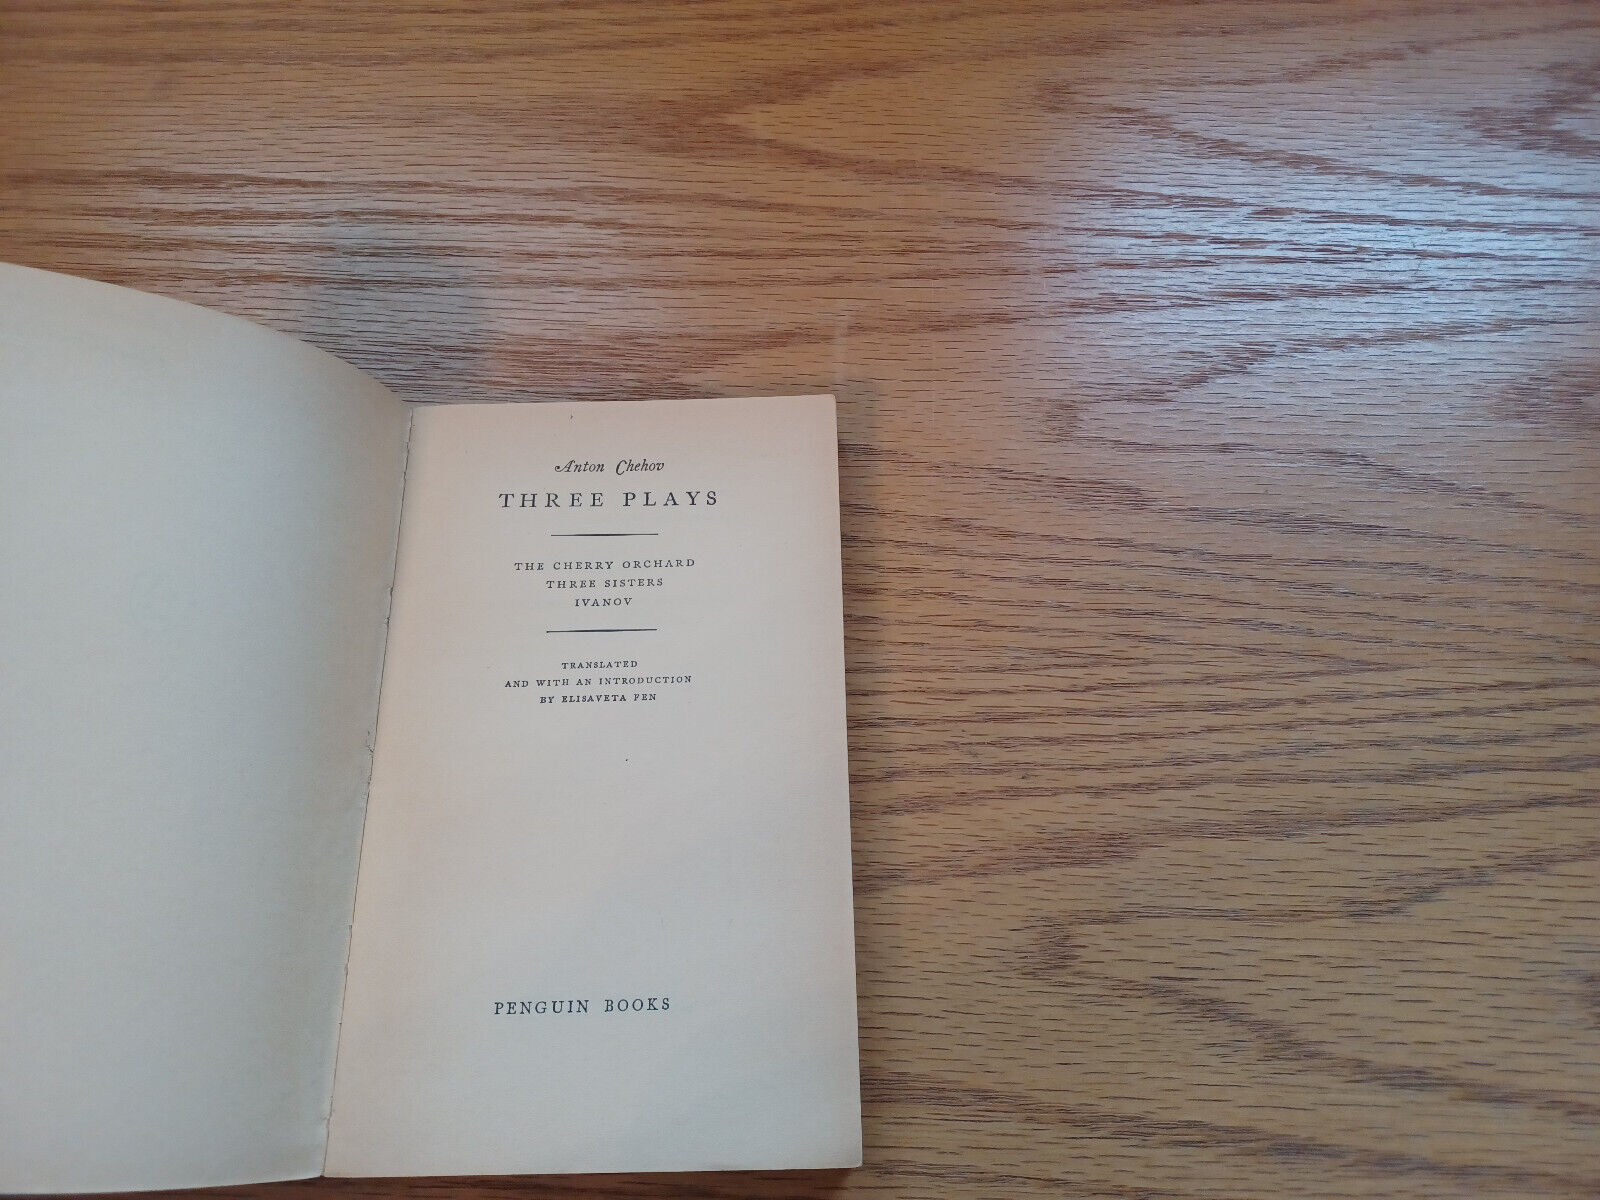 Anton Chehov
THREE PLAYS
THE CHERRY ORCHARD
THREE SISTERS
IVANOV
TRANSLATED
AND WITH AN INTRODUCTION
BY ELISAVETA FEN
PENGUIN BOOKS